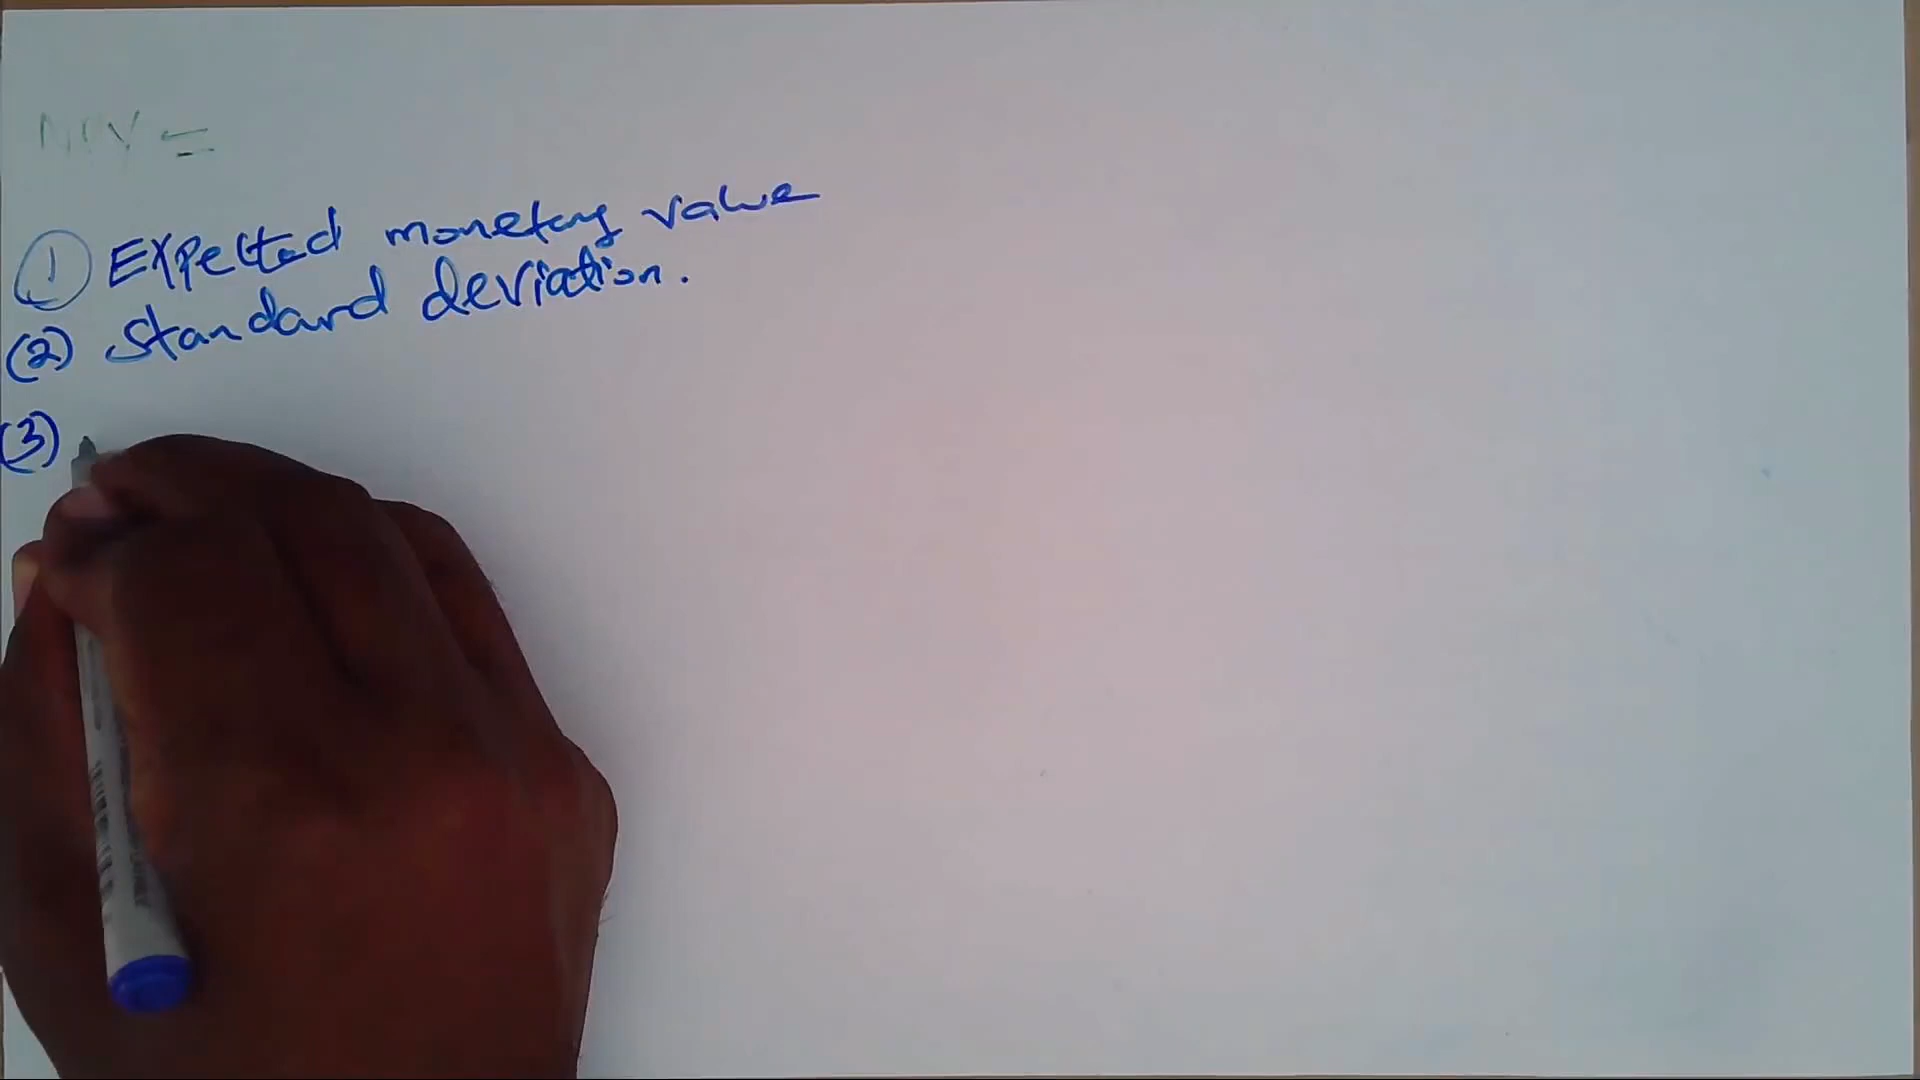 NPV =
① Expected monetary value
(2) Standard deviation.
(3)